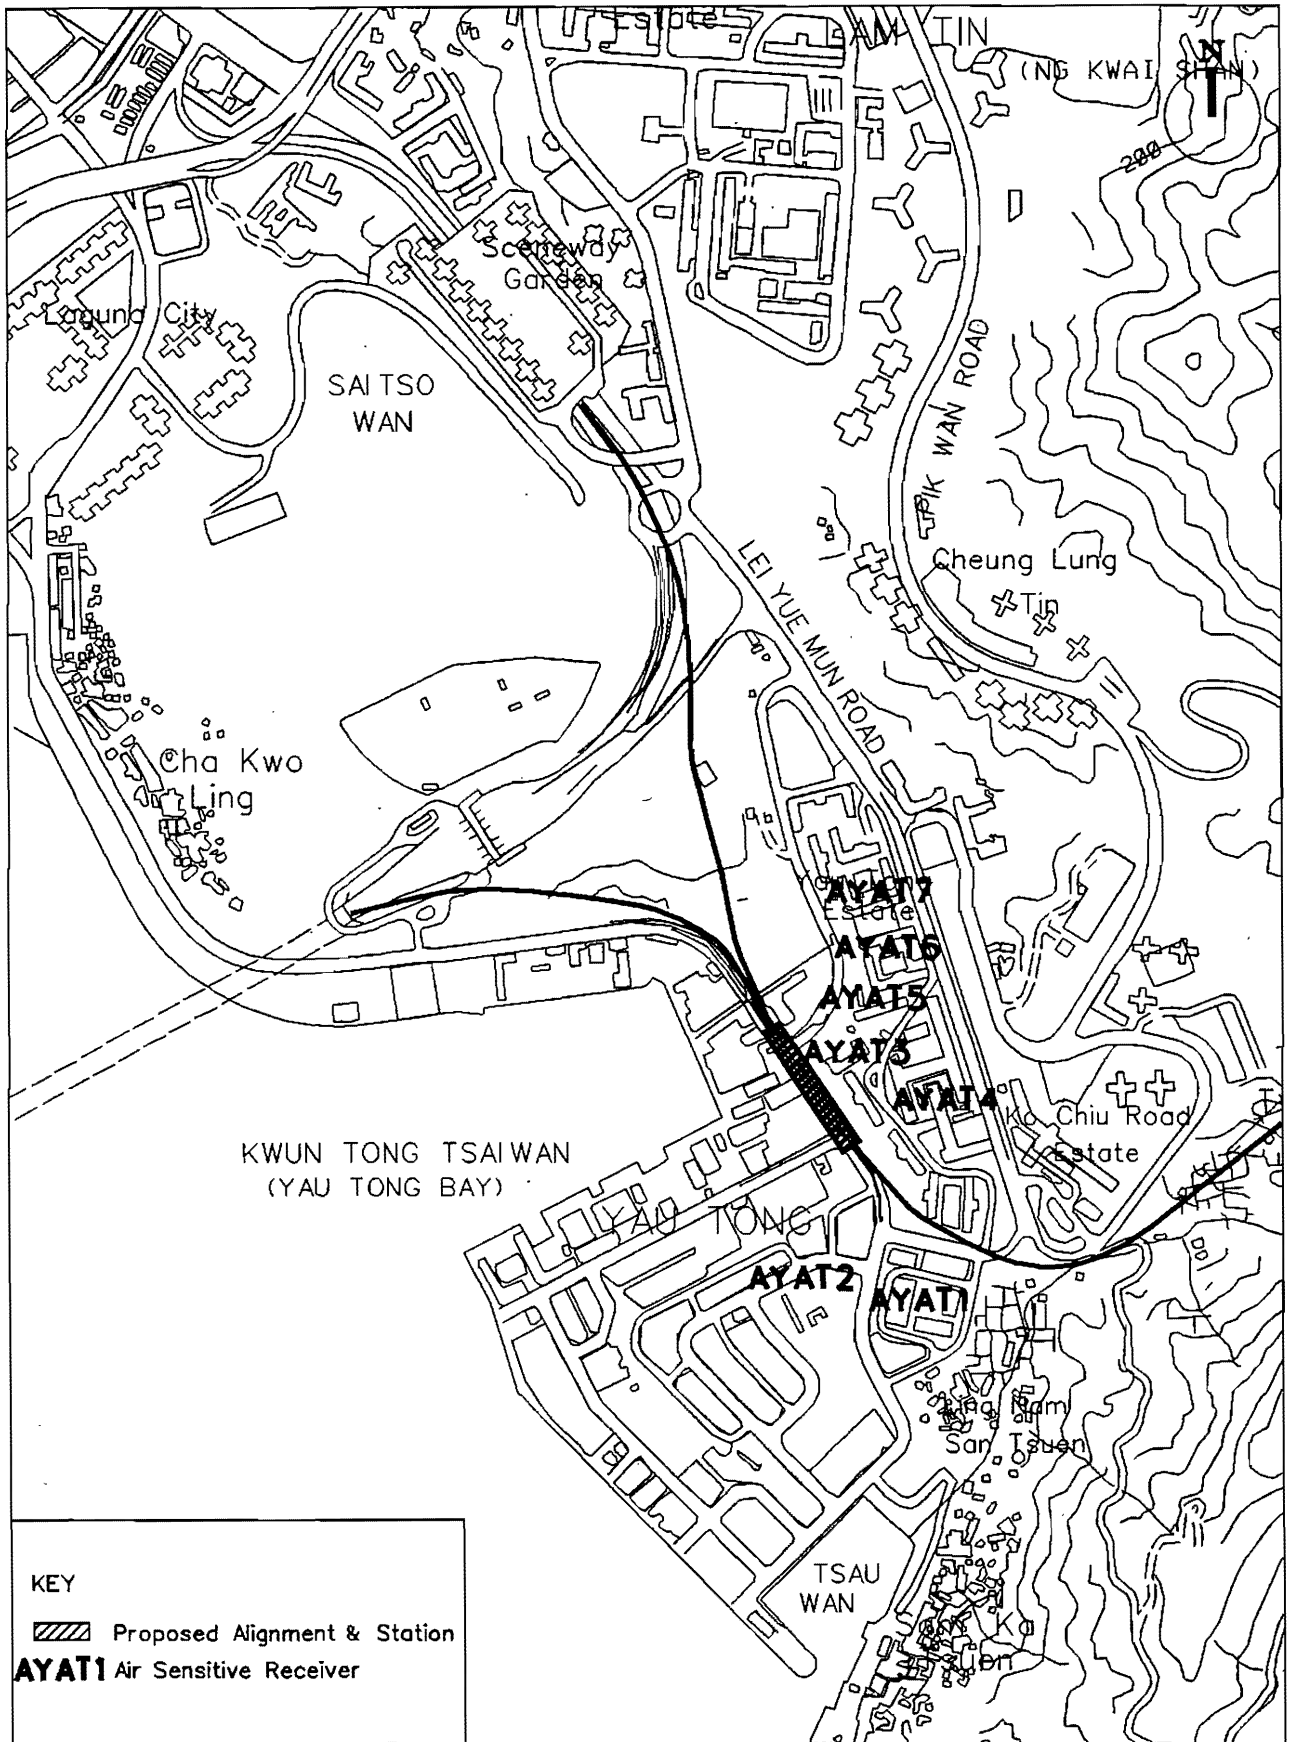 Estate
(NG KWAI SHAN)
N
200
Sceneway
Garden
Laguna City
SAI TSO
WAN
PIK WAN ROAD
LEI YUE MUN ROAD
Cheung Lung
Tin
Cha Kwo
Ling
AYAT7
Estate
AYAT6
AYAT5
AYAT3
AYAT4
Ko Chiu Road
Estate
KWUN TONG TSAI WAN
(YAU TONG BAY)
YAU TONG
AYAT2
AYAT1
San Tsuen
TSAU
WAN
KEY
Proposed Alignment & Station
AYAT1 Air Sensitive Receiver